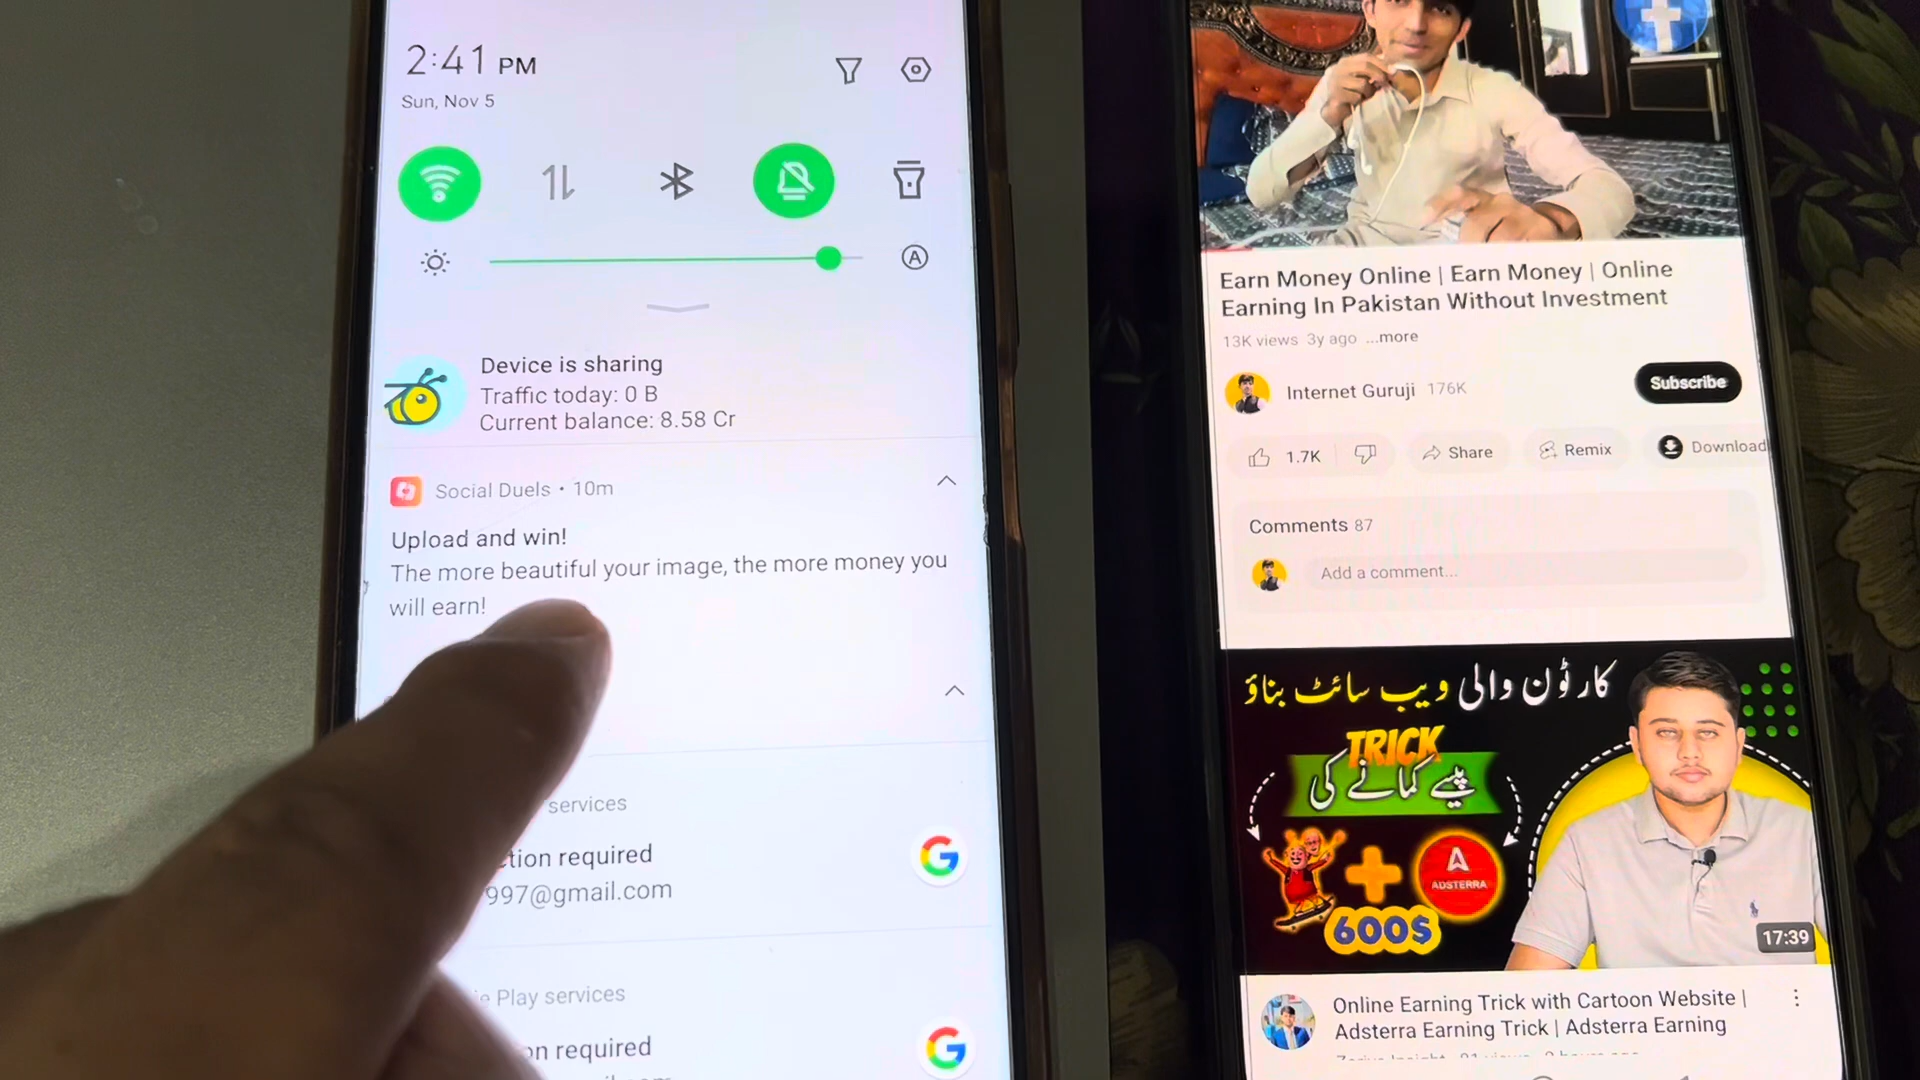 2:41 PM
Sun, Nov 5
A
Device is sharing
Traffic today: 0 B
Current balance: 8.58 Cr
Social Duels • 10m
Upload and win!
The more beautiful your image, the more money you
will earn!
services
required
997@gmail.com
Play services
required
Earn Money Online | Earn Money | Online
Earning In Pakistan Without Investment
13K views 3y ago ...more
Internet Guruji 176K
Subscribe
1.7K
Share
Remix
Download
Comments 87
Add a comment...
کارٹون والی ویب سائٹ بناؤ
TRICK
پیسے کمانے کی
A
ADSTERRA
600$
17:39
Online Earning Trick with Cartoon Website |
Adsterra Earning Trick | Adsterra Earning